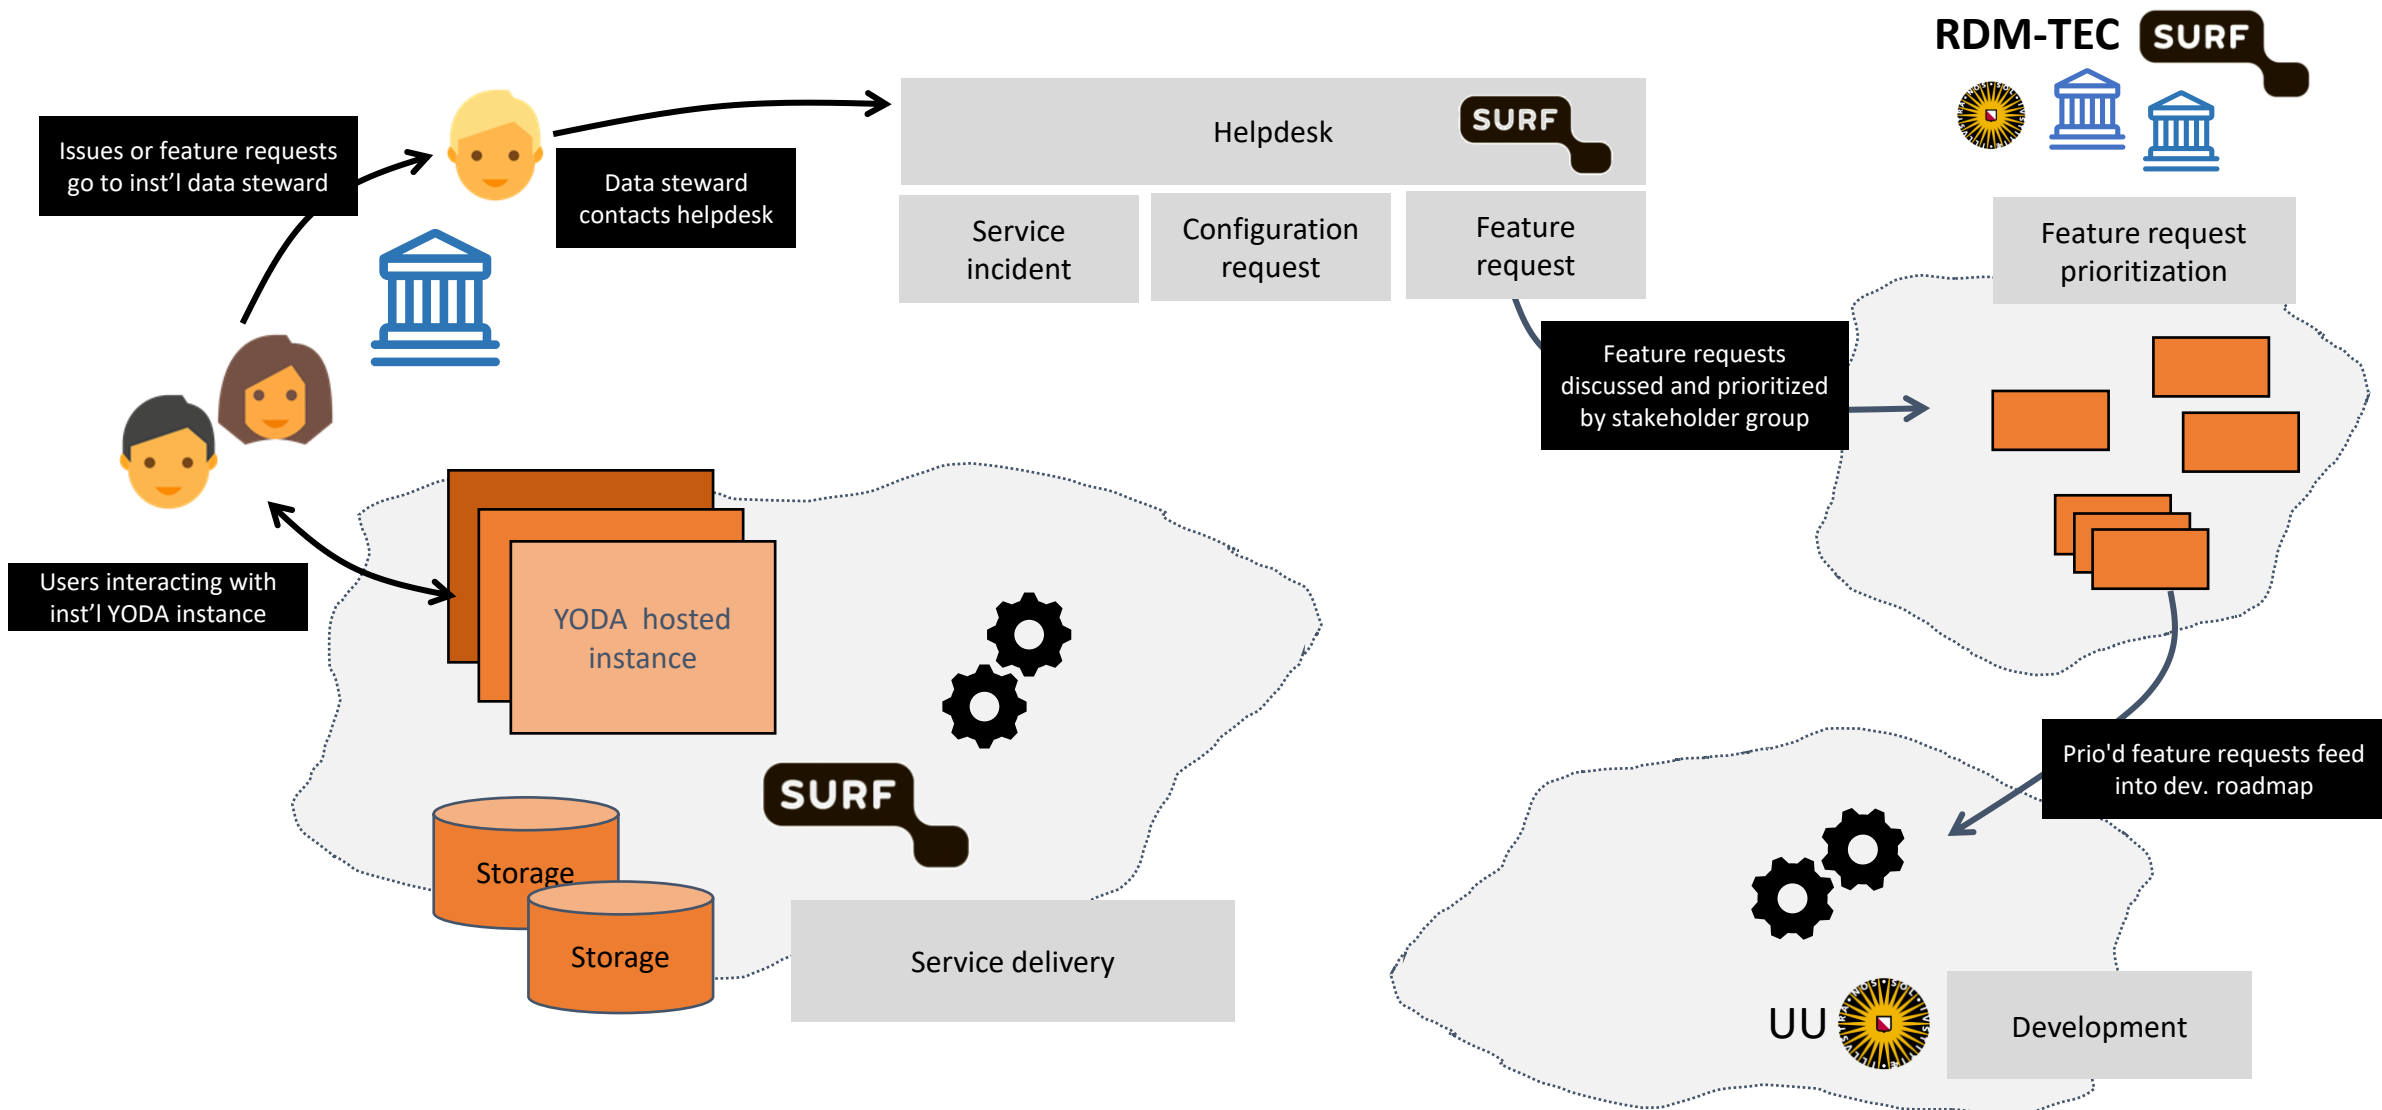 RDM-TEC
SURF
Issues or feature requests
go to inst'l data steward
Data steward
contacts helpdesk
Helpdesk
SURF
Service
incident
Configuration
request
Feature
request
Feature request
prioritization
Feature requests
discussed and prioritized
by stakeholder group
Users interacting with
inst'l YODA instance
YODA hosted
instance
SURF
Storage
Storage
Service delivery
Prio'd feature requests feed
into dev. roadmap
UU
Development